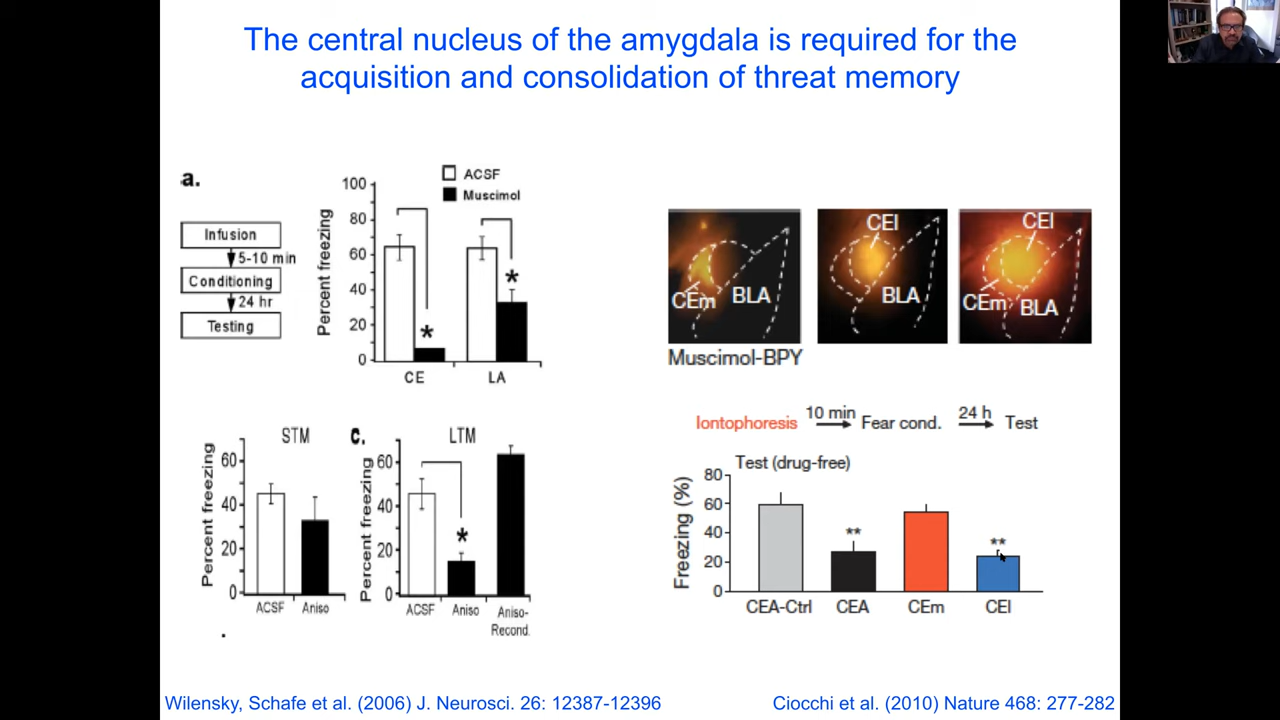 The central nucleus of the amygdala is required for the
acquisition and consolidation of threat memory
a.
Infusion
5-10 min
Conditioning
24 hr
Testing
Percent freezing
100
80
60
40
20
0
ACSF
Muscimol
*
*
CE
LA
STM
Percent freezing
60
40
20
0
ACSF
Aniso
c.
LTM
Percent freezing
60
40
20
0
*
ACSF
Aniso
Aniso-
Recond.
CEm
BLA
CEl
BLA
CEl
CEm
BLA
Muscimol-BPY
Iontophoresis 10 min Fear cond. 24 h Test
Test (drug-free)
Freezing (%)
80
60
40
20
0
**
**
CEA-Ctrl
CEA
CEm
CEl
Wilensky, Schafe et al. (2006) J. Neurosci. 26: 12387-12396
Ciocchi et al. (2010) Nature 468: 277-282